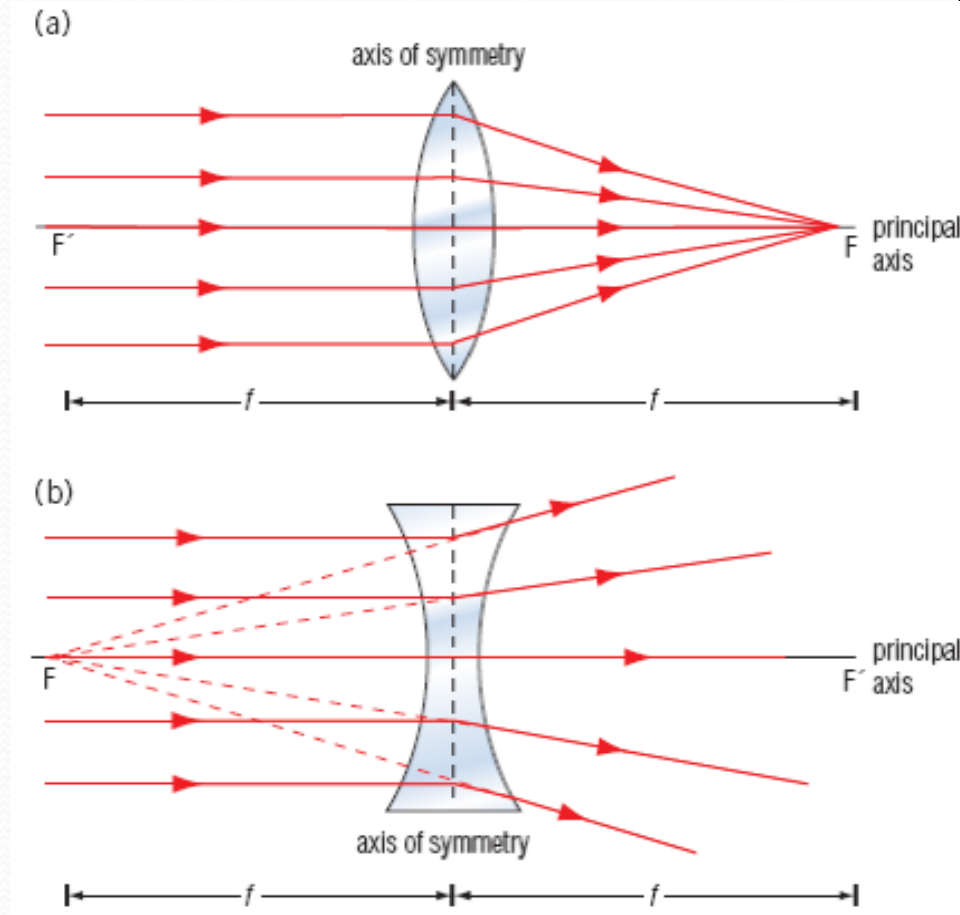 (a)
axis of symmetry
F´
F
principal
axis
f
f
(b)
F
principal
F´ axis
axis of symmetry
f
f